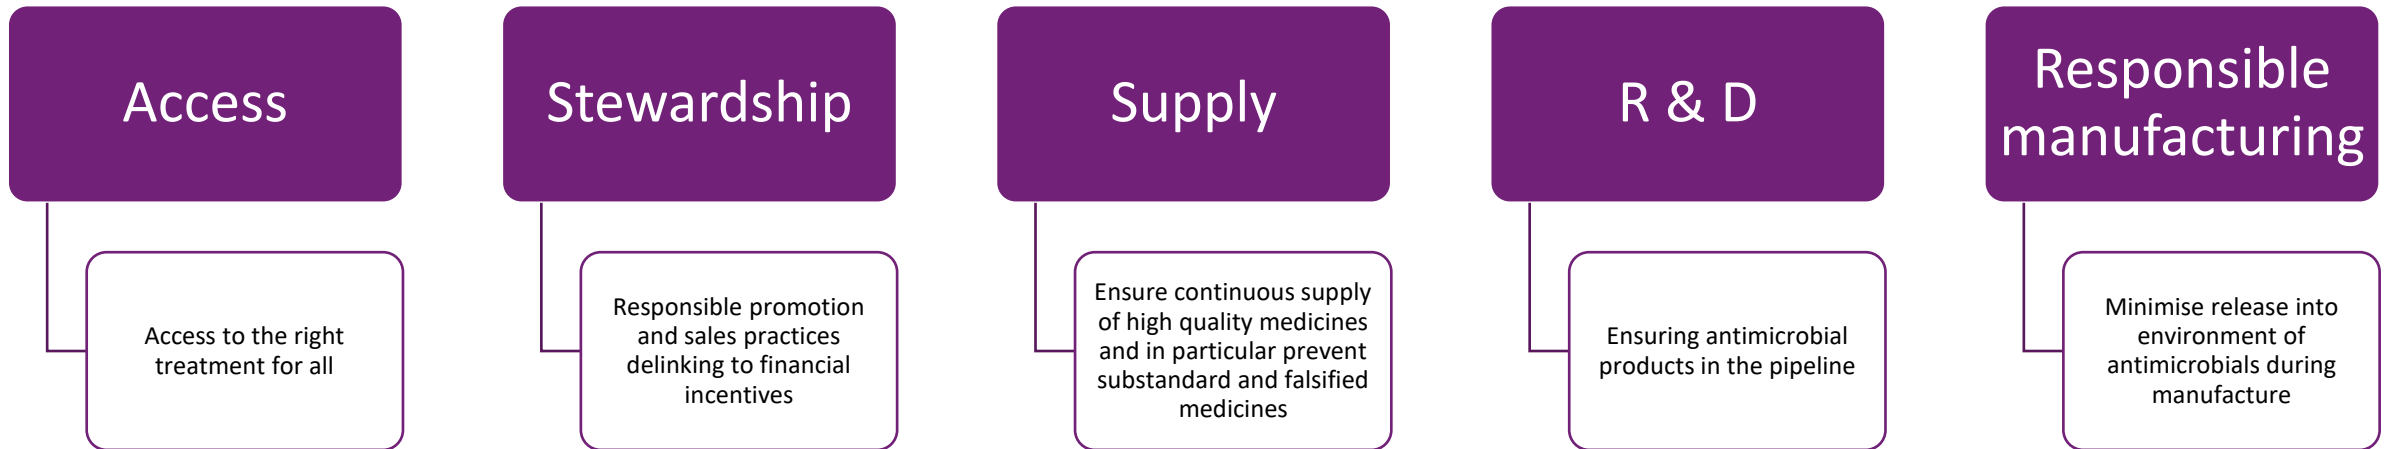 Access
Stewardship
Supply
R & D
Responsible
manufacturing
Access to the right
treatment for all
Responsible promotion
and sales practices
delinking to financial
incentives
Ensure continuous supply
of high quality medicines
and in particular prevent
substandard and falsified
medicines
Ensuring antimicrobial
products in the pipeline
Minimise release into
environment of
antimicrobials during
manufacture